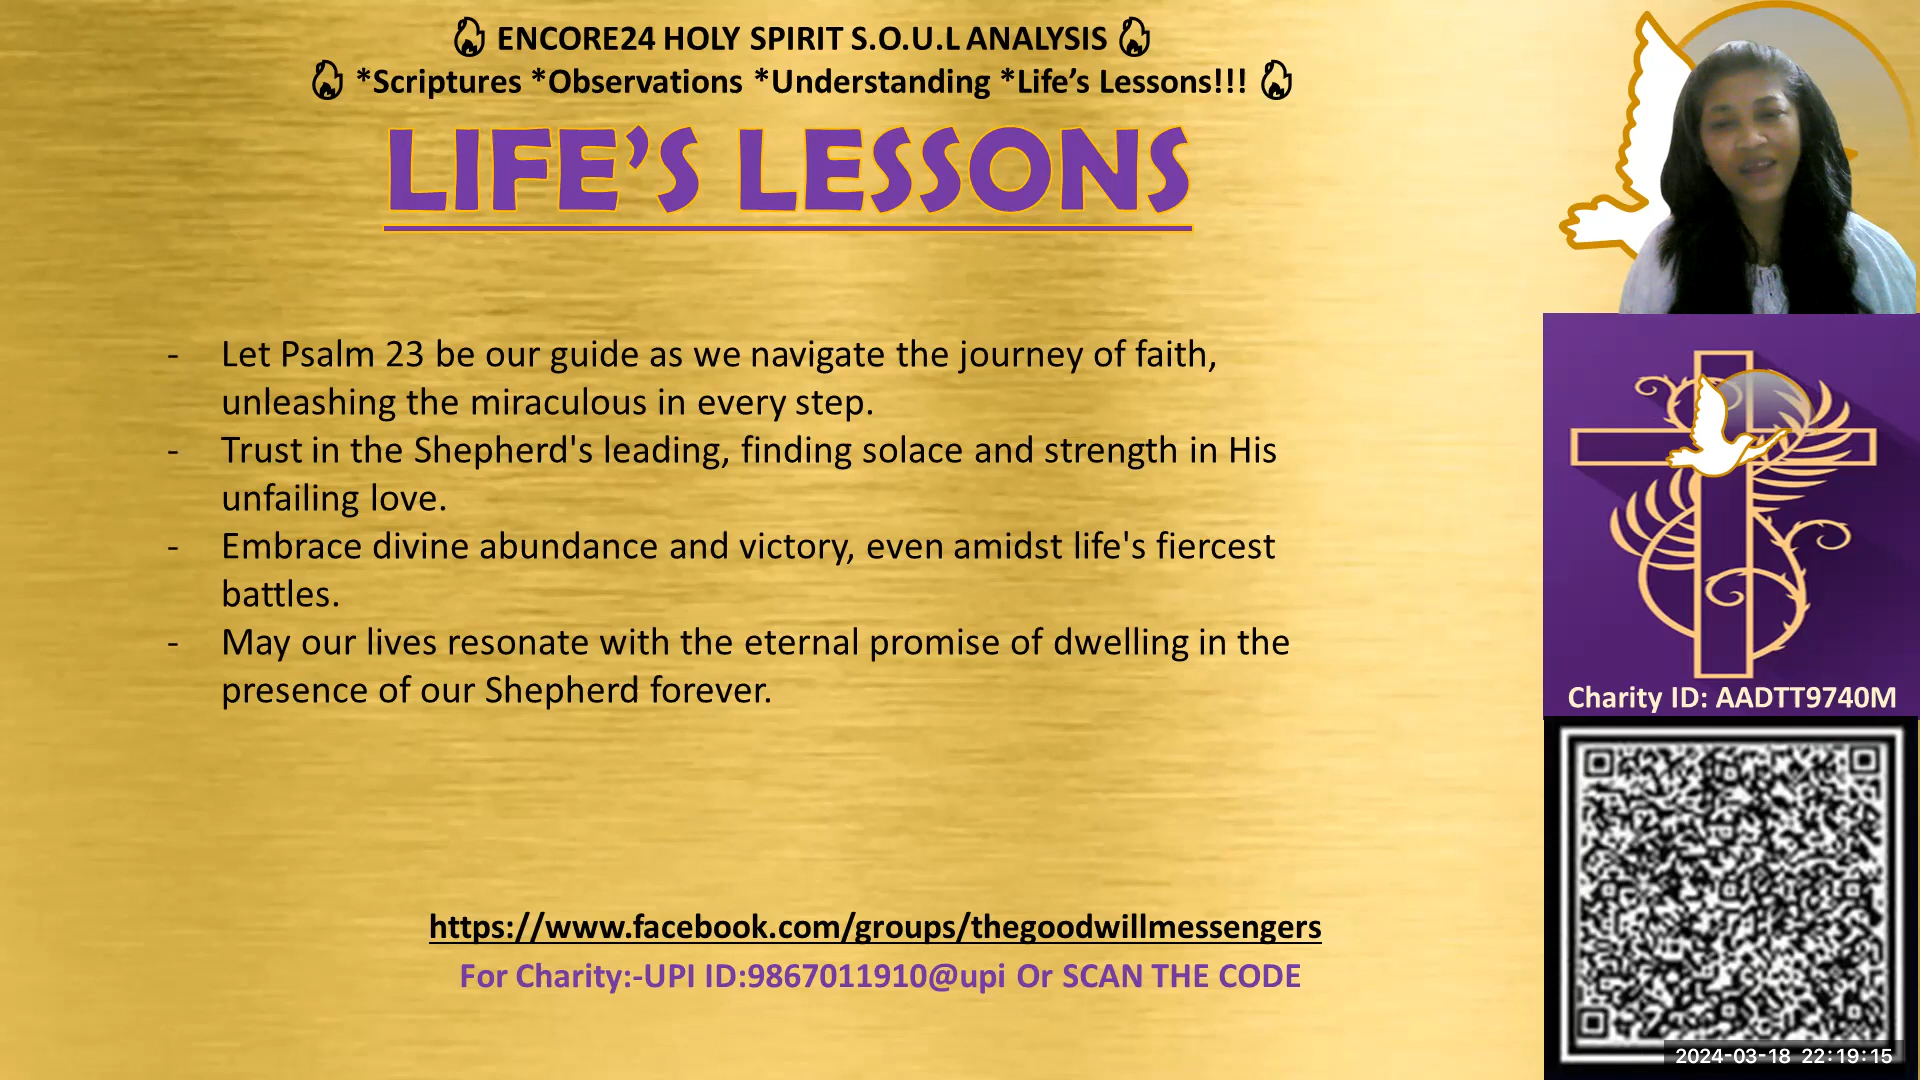 ENCORE24 HOLY SPIRIT S.O.U.L ANALYSIS
*Scriptures *Observations *Understanding *Life’s Lessons!!!
LIFE’S LESSONS
- Let Psalm 23 be our guide as we navigate the journey of faith,
unleashing the miraculous in every step.
- Trust in the Shepherd's leading, finding solace and strength in His
unfailing love.
- Embrace divine abundance and victory, even amidst life's fiercest
battles.
- May our lives resonate with the eternal promise of dwelling in the
presence of our Shepherd forever.
https://www.facebook.com/groups/thegoodwillmessengers
For Charity:-UPI ID:9867011910@upi Or SCAN THE CODE
Charity ID: AADTT9740M
2024-03-18 22:19:15